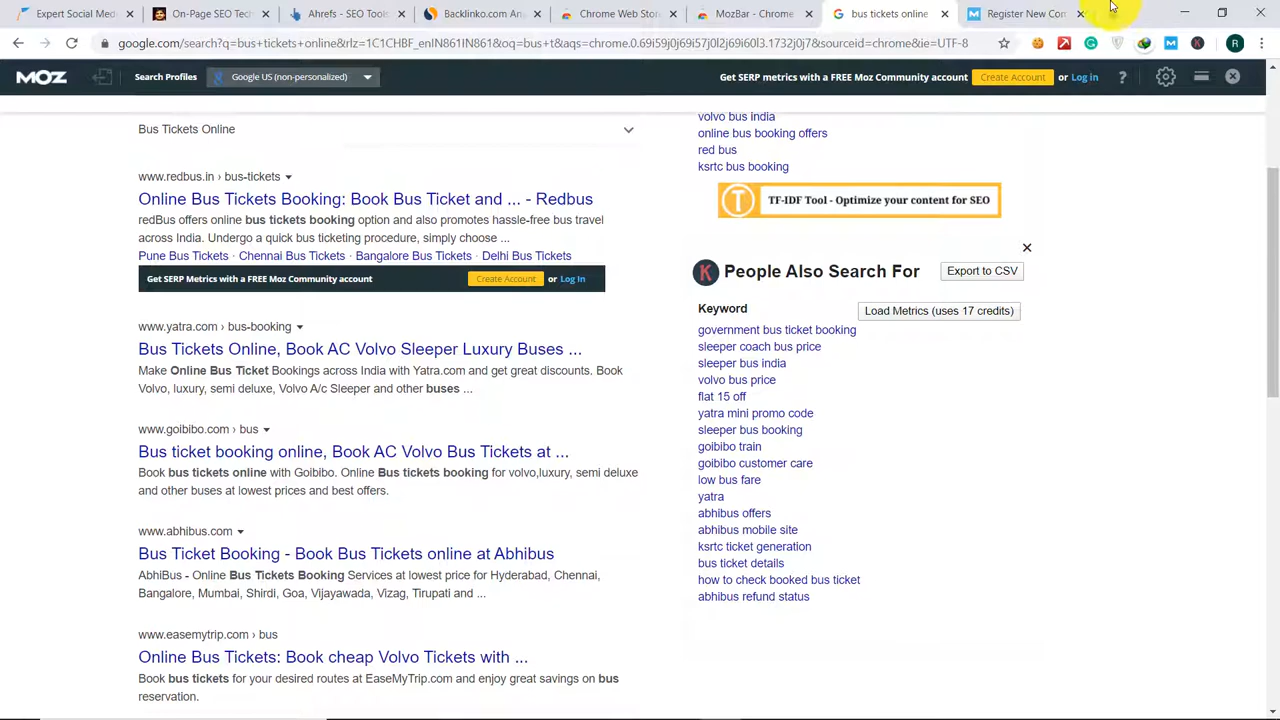 Expert Social Med
On-Page SEO Tech
Ahrefs - SEO Tools
Backlinko.com An
Chrome Web Stor
MozBar - Chrome
bus tickets online
Register New Com
google.com/search?q=bus+tickets+online&rlz=1C1CHBF_enIN861IN861&oq=bus+t&aqs=chrome.0.69i59j0l2j69i57j0l2j69i60l3.1732j0j7&sourceid=chrome&ie=UTF-8
MOZ
Search Profiles
Google US (non-personalized)
Get SERP metrics with a FREE Moz Community account Create Account or Log in
Bus Tickets Online
www.redbus.in › bus-tickets
Online Bus Tickets Booking: Book Bus Ticket and ... - Redbus
redBus offers online bus tickets booking option and also promotes hassle-free bus travel
across India. Undergo a quick bus ticketing procedure, simply choose ...
Pune Bus Tickets · Chennai Bus Tickets · Bangalore Bus Tickets · Delhi Bus Tickets
Get SERP Metrics with a FREE Moz Community account Create Account or Log In
www.yatra.com › bus-booking
Bus Tickets Online, Book AC Volvo Sleeper Luxury Buses ...
Make Online Bus Ticket Bookings across India with Yatra.com and get great discounts. Book
Volvo, luxury, semi deluxe, Volvo A/c Sleeper and other buses ...
www.goibibo.com › bus
Bus ticket booking online, Book AC Volvo Bus Tickets at ...
Book bus tickets online with Goibibo. Online Bus tickets booking for volvo,luxury, semi deluxe
and other buses at lowest prices and best offers.
www.abhibus.com
Bus Ticket Booking - Book Bus Tickets online at Abhibus
AbhiBus - Online Bus Tickets Booking Services at lowest price for Hyderabad, Chennai,
Bangalore, Mumbai, Shirdi, Goa, Vijayawada, Vizag, Tirupati and ...
www.easemytrip.com › bus
Online Bus Tickets: Book cheap Volvo Tickets with ...
Book bus tickets for your desired routes at EaseMyTrip.com and enjoy great savings on bus
reservation.
volvo bus india
online bus booking offers
red bus
ksrtc bus booking
TF-IDF Tool - Optimize your content for SEO
K People Also Search For
Export to CSV
Keyword
Load Metrics (uses 17 credits)
government bus ticket booking
sleeper coach bus price
sleeper bus india
volvo bus price
flat 15 off
yatra mini promo code
sleeper bus booking
goibibo train
goibibo customer care
low bus fare
yatra
abhibus offers
abhibus mobile site
ksrtc ticket generation
bus ticket details
how to check booked bus ticket
abhibus refund status